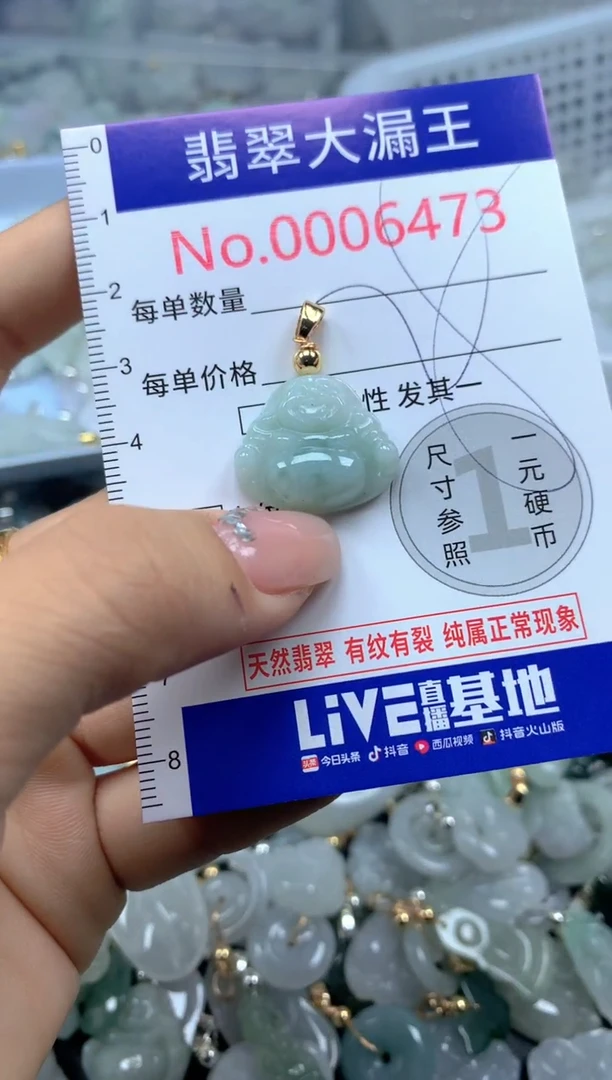 翡翠大漏王
No.0006473
每单数量
每单价格
性 发其一
一元硬币
尺寸参照
1
天然翡翠 有纹有裂 纯属正常现象
LiVE直播基地
今日头条 抖音 西瓜视频 抖音火山版
0
1
2
3
4
8